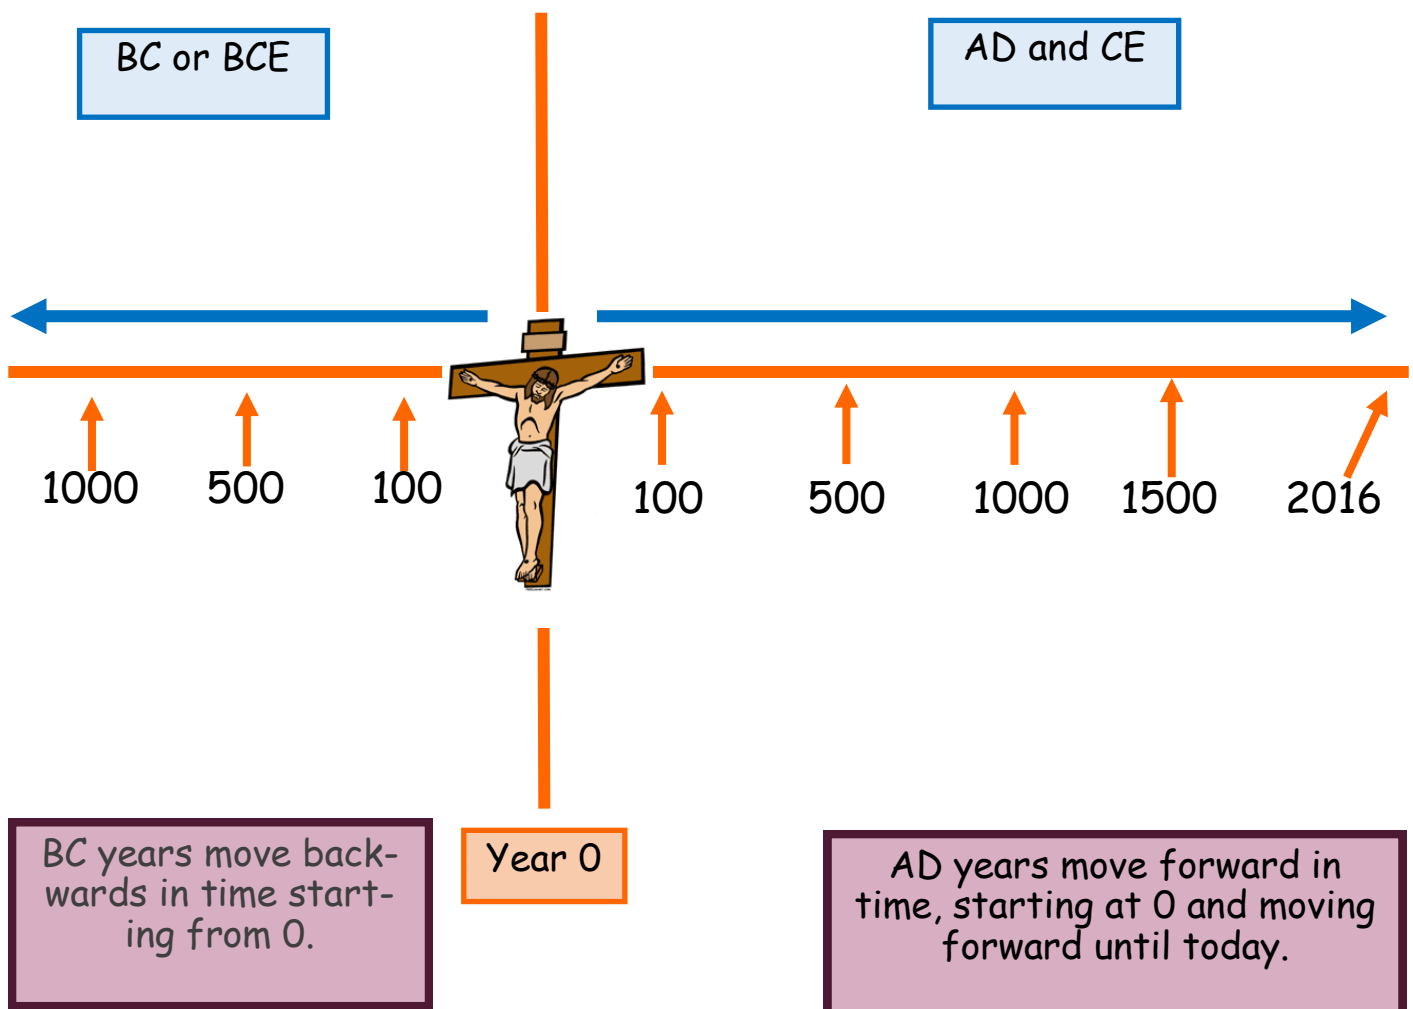 BC or BCE
AD and CE
1000
500
100
100
500
1000
1500
2016
BC years move back-
wards in time start-
ing from 0.
Year 0
AD years move forward in
time, starting at 0 and moving
forward until today.